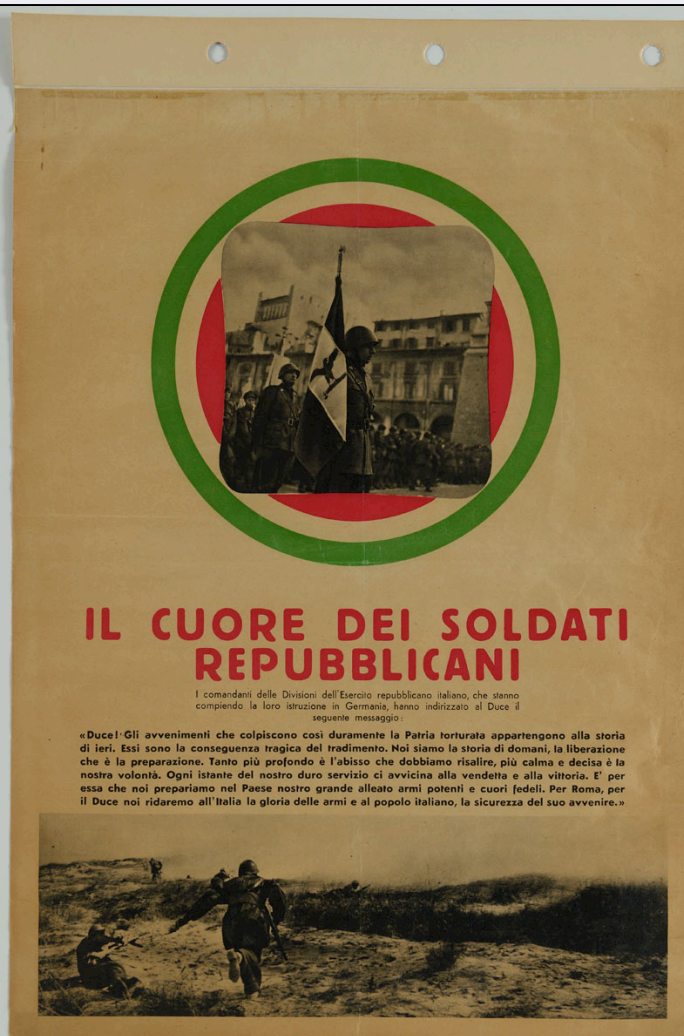 IL CUORE DEI SOLDATI
REPUBBLICANI
I comandanti delle Divisioni dell'Esercito repubblicano italiano, che stanno
compiendo la loro istruzione in Germania, hanno indirizzato al Duce il
seguente messaggio:
«Duce! Gli avvenimenti che colpiscono così duramente la Patria torturata appartengono alla storia
di ieri. Essi sono la conseguenza tragica del tradimento. Noi siamo la storia di domani, la liberazione
che è la preparazione. Tanto più profondo è l'abisso che dobbiamo risalire, più calma e decisa è la
nostra volontà. Ogni istante del nostro duro servizio ci avvicina alla vendetta e alla vittoria. E' per
essa che noi prepariamo nel Paese nostro grande alleato armi potenti e cuori fedeli. Per Roma, per
il Duce noi ridaremo all'Italia la gloria delle armi e al popolo italiano, la sicurezza del suo avvenire.»